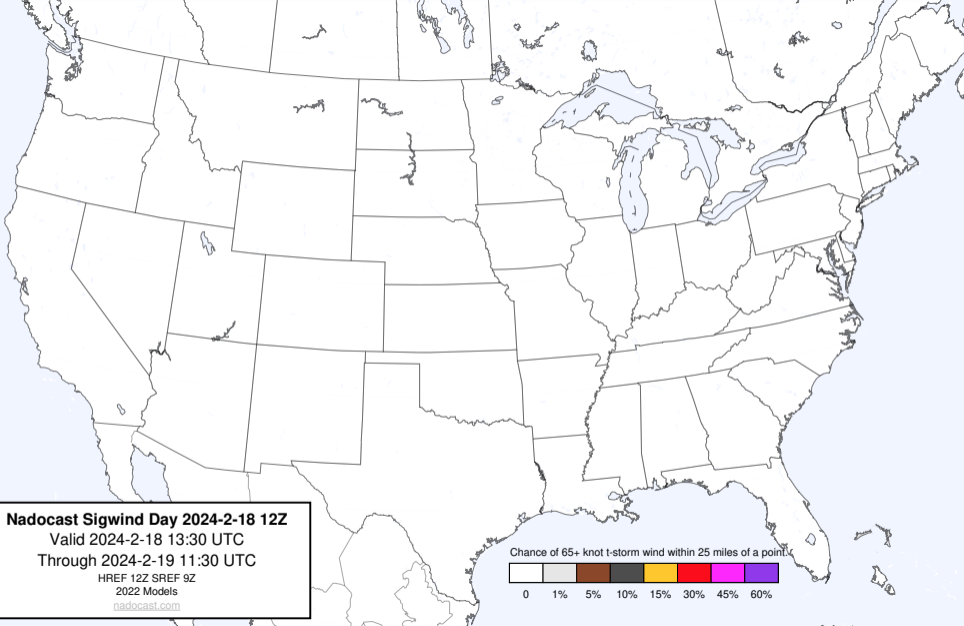 Nadocast Sigwind Day 2024-2-18 12Z
Valid 2024-2-18 13:30 UTC
Through 2024-2-19 11:30 UTC
HREF 12Z SREF 9Z
2022 Models
nadocast.com
Chance of 65+ knot t-storm wind within 25 miles of a point.
0 1% 5% 10% 15% 30% 45% 60%